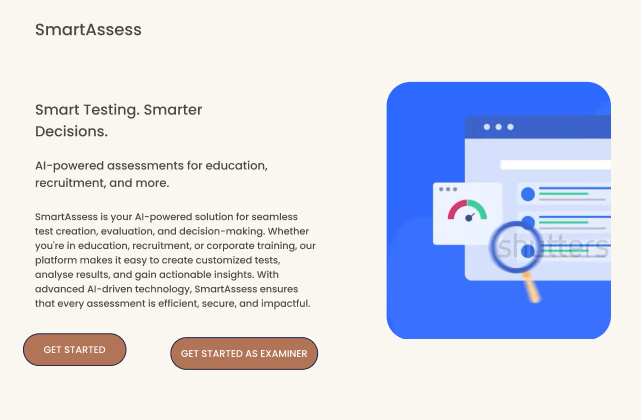 SmartAssess
Smart Testing. Smarter
Decisions.
AI-powered assessments for education,
recruitment, and more.
SmartAssess is your AI-powered solution for seamless
test creation, evaluation, and decision-making. Whether
you're in education, recruitment, or corporate training, our
platform makes it easy to create customized tests,
analyse results, and gain actionable insights. With
advanced AI-driven technology, SmartAssess ensures
that every assessment is efficient, secure, and impactful.
GET STARTED
GET STARTED AS EXAMINER
shutters